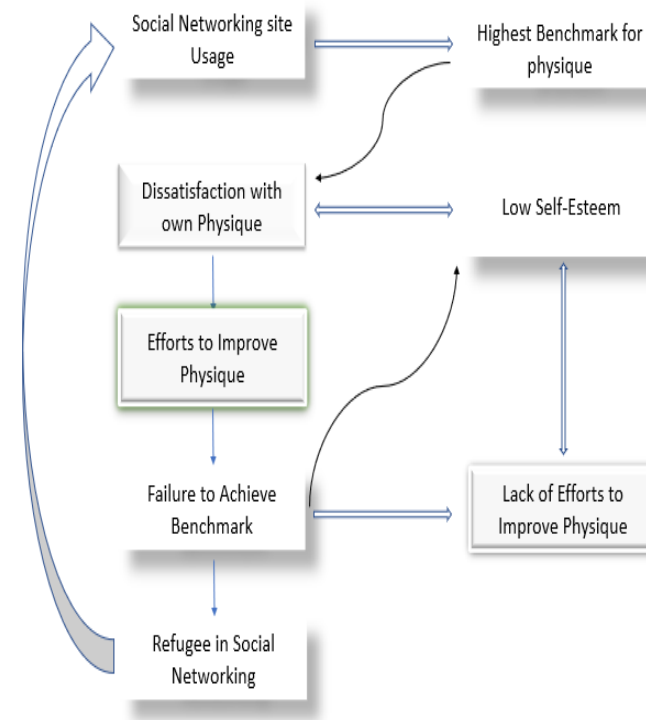 Social Networking site
Usage
Highest Benchmark for
physique
Dissatisfaction with
own Physique
Low Self-Esteem
Efforts to Improve
Physique
Failure to Achieve
Benchmark
Lack of Efforts to
Improve Physique
Refugee in Social
Networking